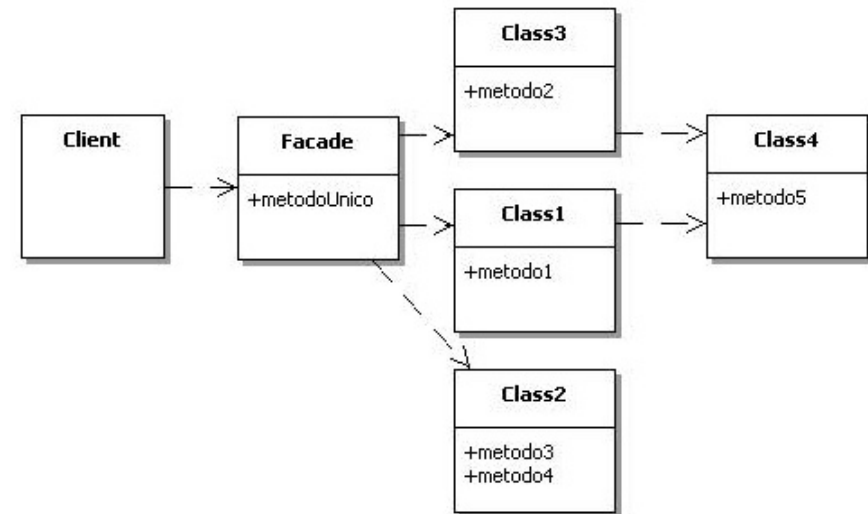 Client
Facade
+metodoUnico
Class3
+metodo2
Class1
+metodo1
Class2
+metodo3
+metodo4
Class4
+metodo5